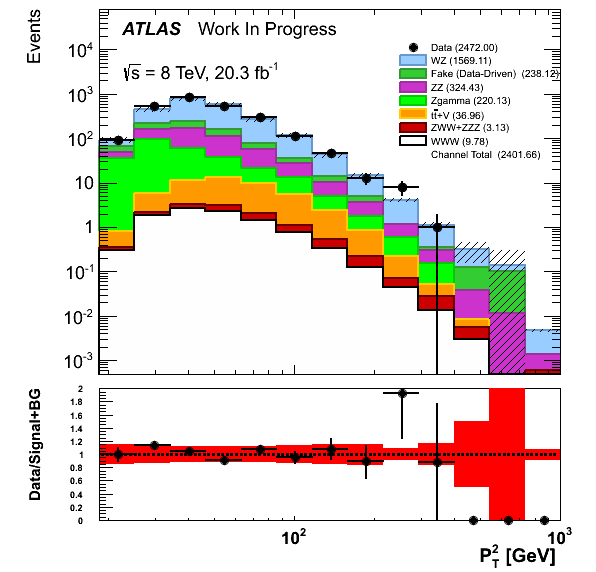 ATLAS Work In Progress
√s = 8 TeV, 20.3 fb⁻¹
Data (2472.00)
WZ (1569.11)
Fake (Data-Driven) (238.12)
ZZ (324.43)
Zgamma (220.13)
tt̄+V (36.96)
ZWW+ZZZ (3.13)
WWW (9.78)
Channel Total (2401.66)
Events
10⁴
10³
10²
10
1
10⁻¹
10⁻²
10⁻³
Data/Signal+BG
2
1.8
1.6
1.4
1.2
1
0.8
0.6
0.4
0.2
0
10²
10³
P²_T [GeV]